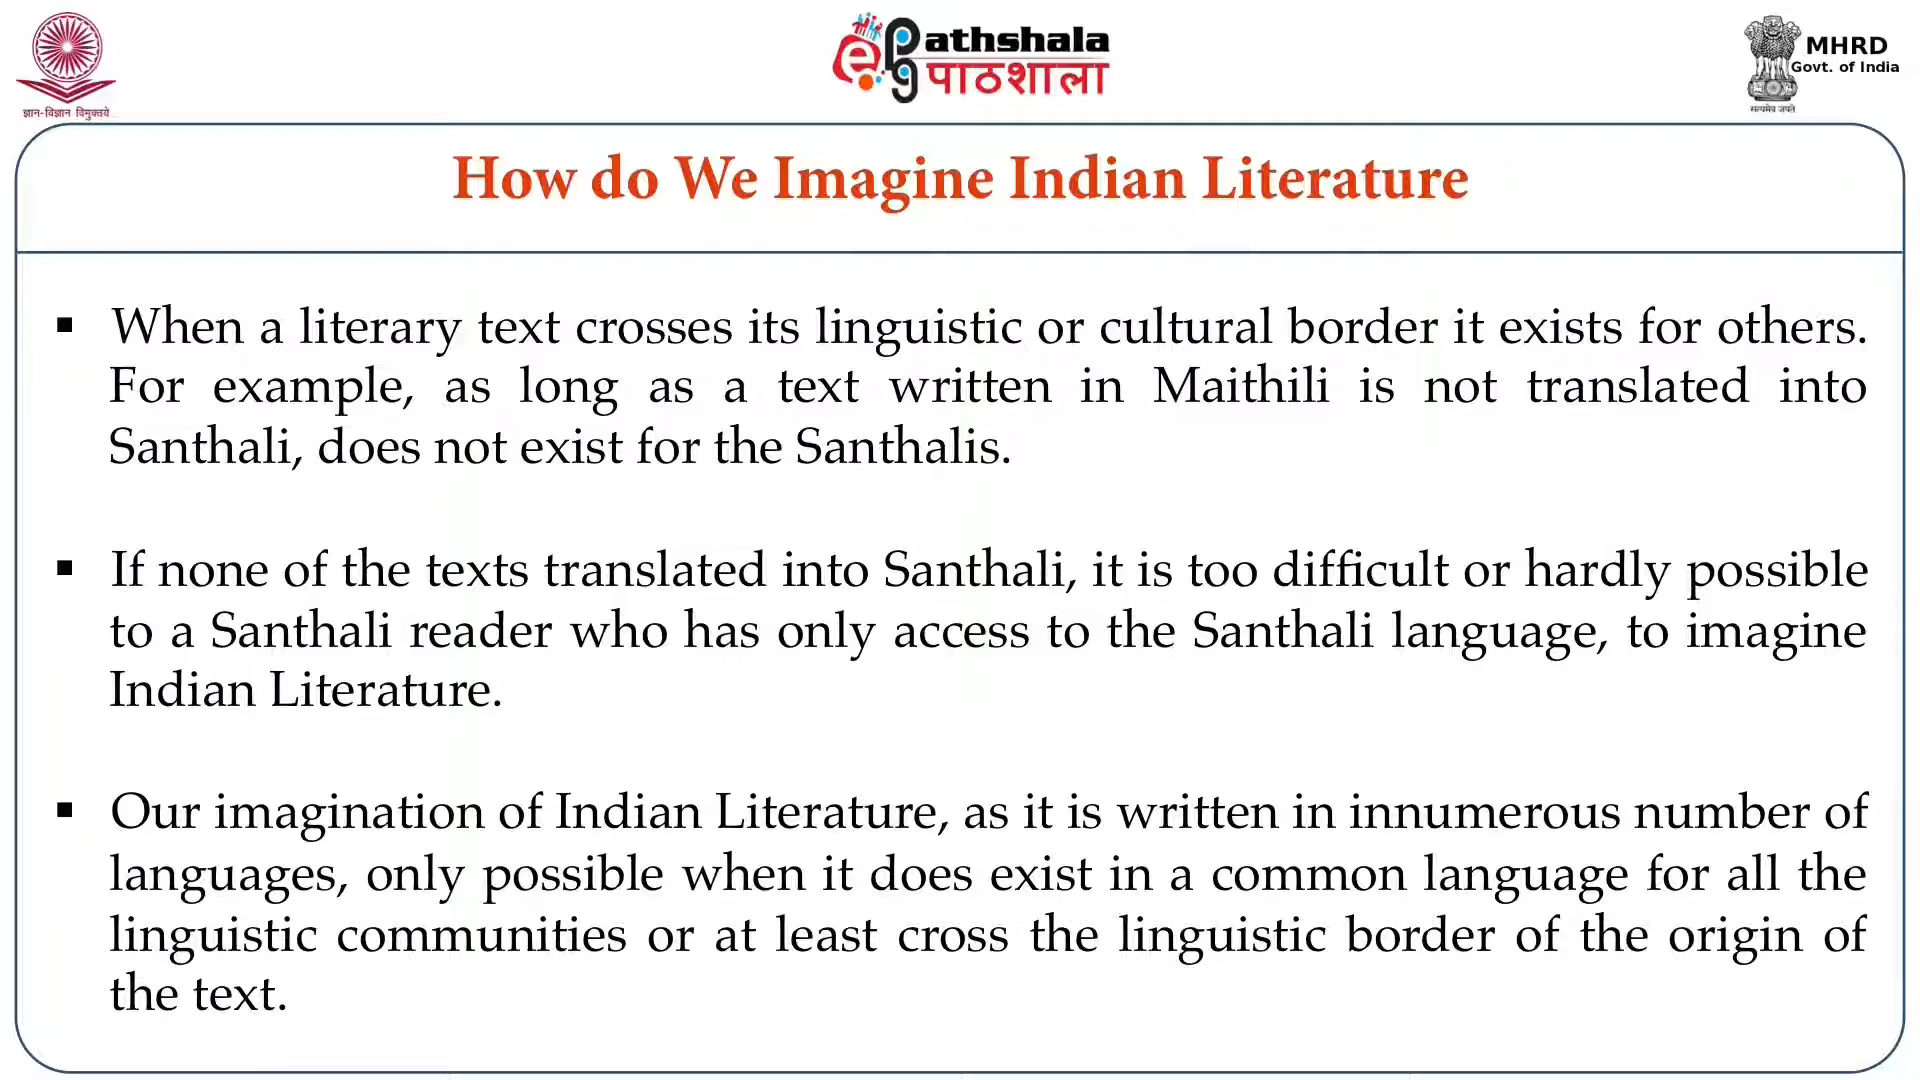 ज्ञान-विज्ञान विमुक्तये
e pg Pathshala
पाठशाला
MHRD
Govt. of India
सत्यमेव जयते
How do We Imagine Indian Literature
▪ When a literary text crosses its linguistic or cultural border it exists for others.
For example, as long as a text written in Maithili is not translated into
Santhali, does not exist for the Santhalis.
▪ If none of the texts translated into Santhali, it is too difficult or hardly possible
to a Santhali reader who has only access to the Santhali language, to imagine
Indian Literature.
▪ Our imagination of Indian Literature, as it is written in innumerous number of
languages, only possible when it does exist in a common language for all the
linguistic communities or at least cross the linguistic border of the origin of
the text.